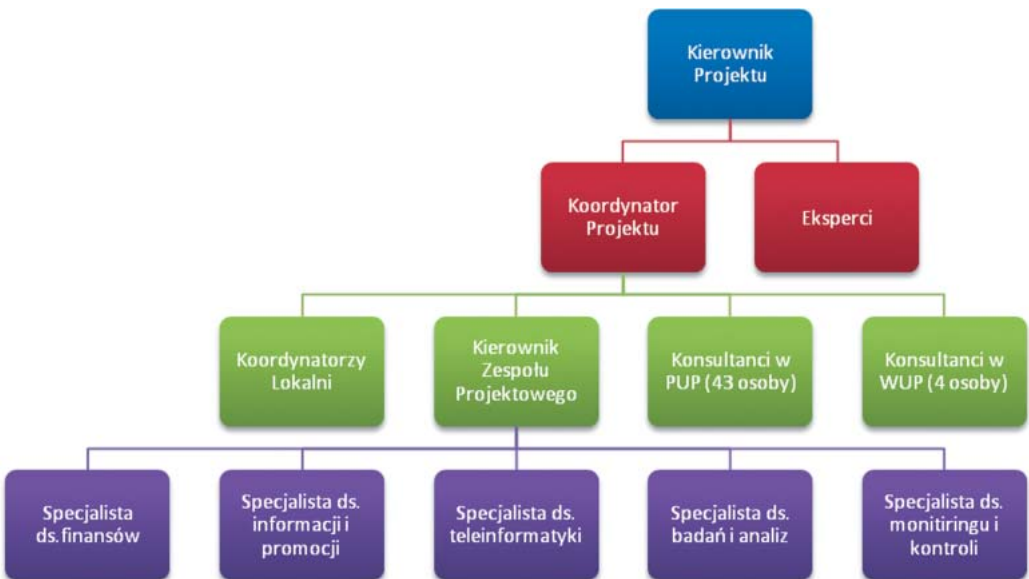 Kierownik
Projektu
Koordynator
Projektu
Eksperci
Koordynatorzy
Lokalni
Kierownik
Zespołu
Projektowego
Konsultanci w
PUP (43 osoby)
Konsultanci w
WUP (4 osoby)
Specjalista
ds. finansów
Specjalista ds.
informacji i
promocji
Specjalista ds.
teleinformatyki
Specjalista ds.
badań i analiz
Specjalista ds.
monitiringu i
kontroli